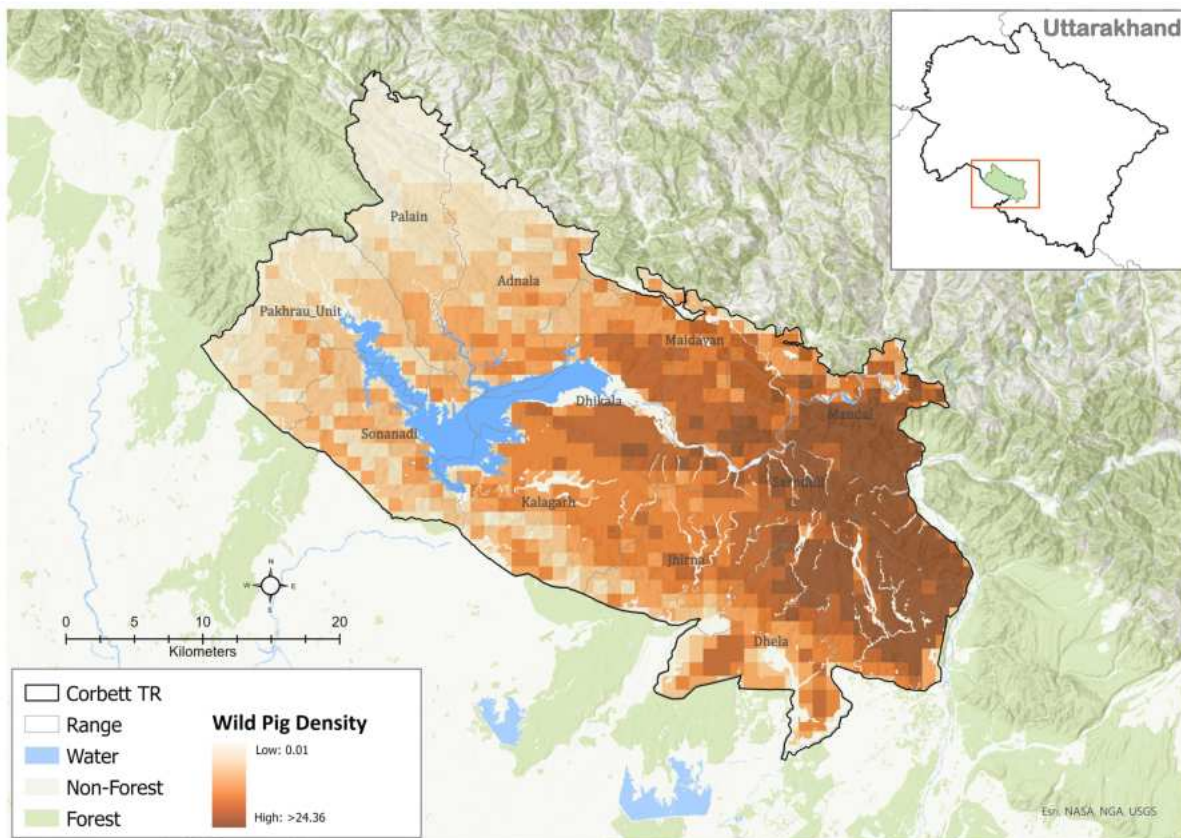 Uttarakhand
Palain
Adnala
Pakhrau_Unit
Maidavan
Dhikala
Mandal
Sonanadi
Sarpduli
Kalagarh
Jhirna
Dhela
N
W E
S
0 5 10 20
Kilometers
Corbett TR
Range
Water
Non-Forest
Forest
Wild Pig Density
Low: 0.01
High: >24.36
Esri, NASA, NGA, USGS